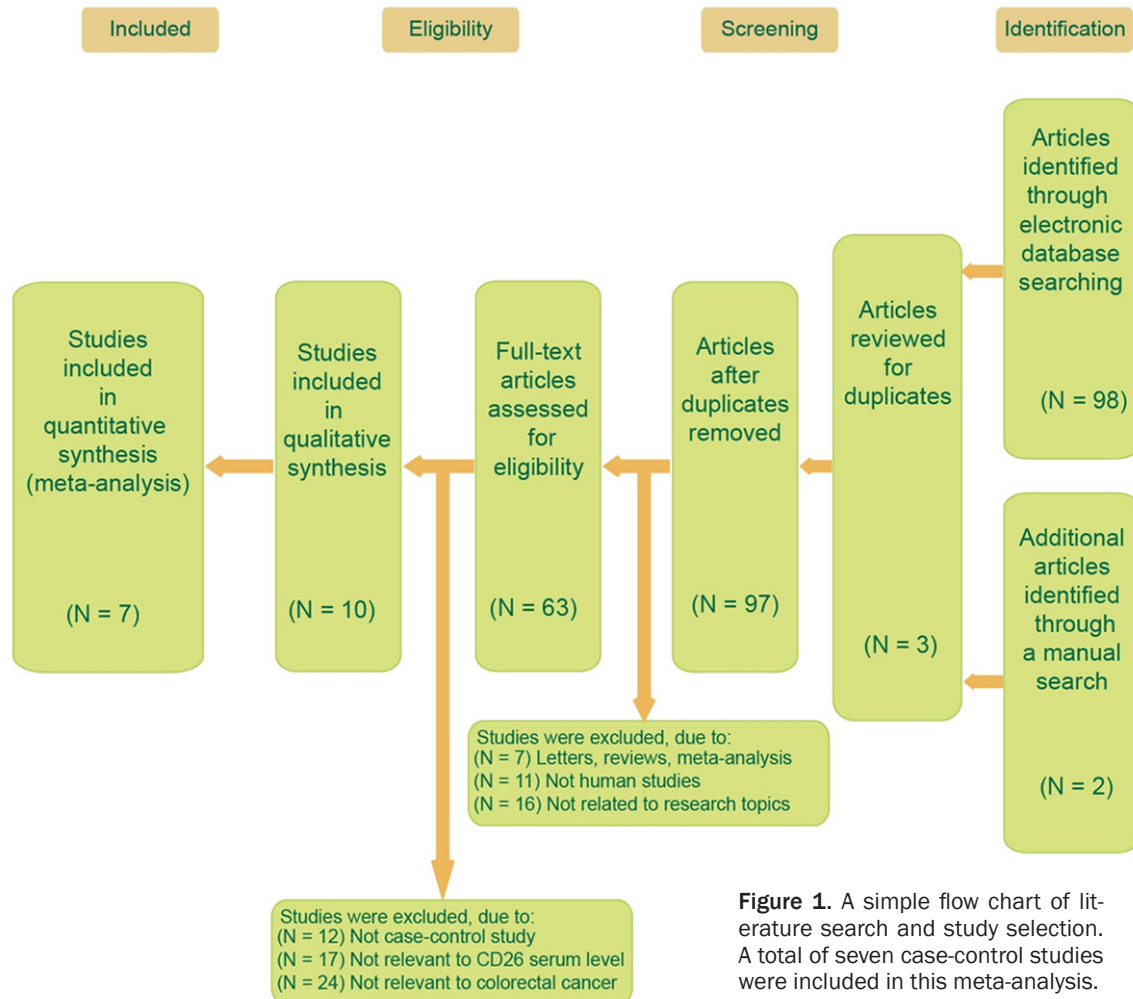 Included
Eligibility
Screening
Identification
Articles
identified
through
electronic
database
searching
(N = 98)
Additional
articles
identified
through
a manual
search
(N = 2)
Articles
reviewed
for
duplicates
(N = 3)
Articles
after
duplicates
removed
(N = 97)
Studies were excluded, due to:
(N = 7) Letters, reviews, meta-analysis
(N = 11) Not human studies
(N = 16) Not related to research topics
Full-text
articles
assessed
for
eligibility
(N = 63)
Studies were excluded, due to:
(N = 12) Not case-control study
(N = 17) Not relevant to CD26 serum level
(N = 24) Not relevant to colorectal cancer
Studies
included
in
qualitative
synthesis
(N = 10)
Studies
included
in
quantitative
synthesis
(meta-analysis)
(N = 7)
Figure 1. A simple flow chart of lit-
erature search and study selection.
A total of seven case-control studies
were included in this meta-analysis.